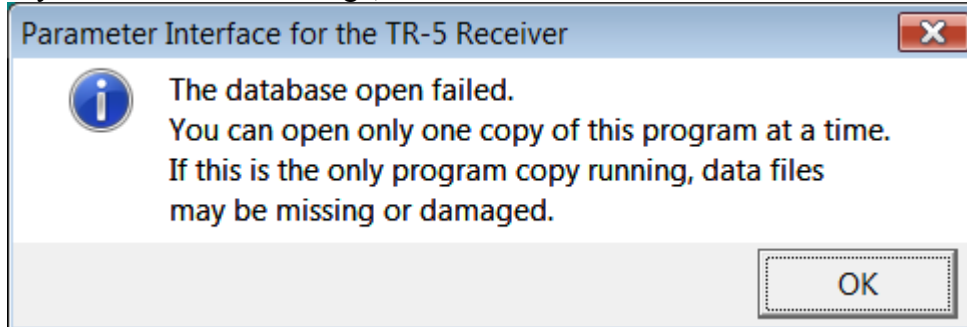 Parameter Interface for the TR-5 Receiver
The database open failed.
You can open only one copy of this program at a time.
If this is the only program copy running, data files
may be missing or damaged.
OK